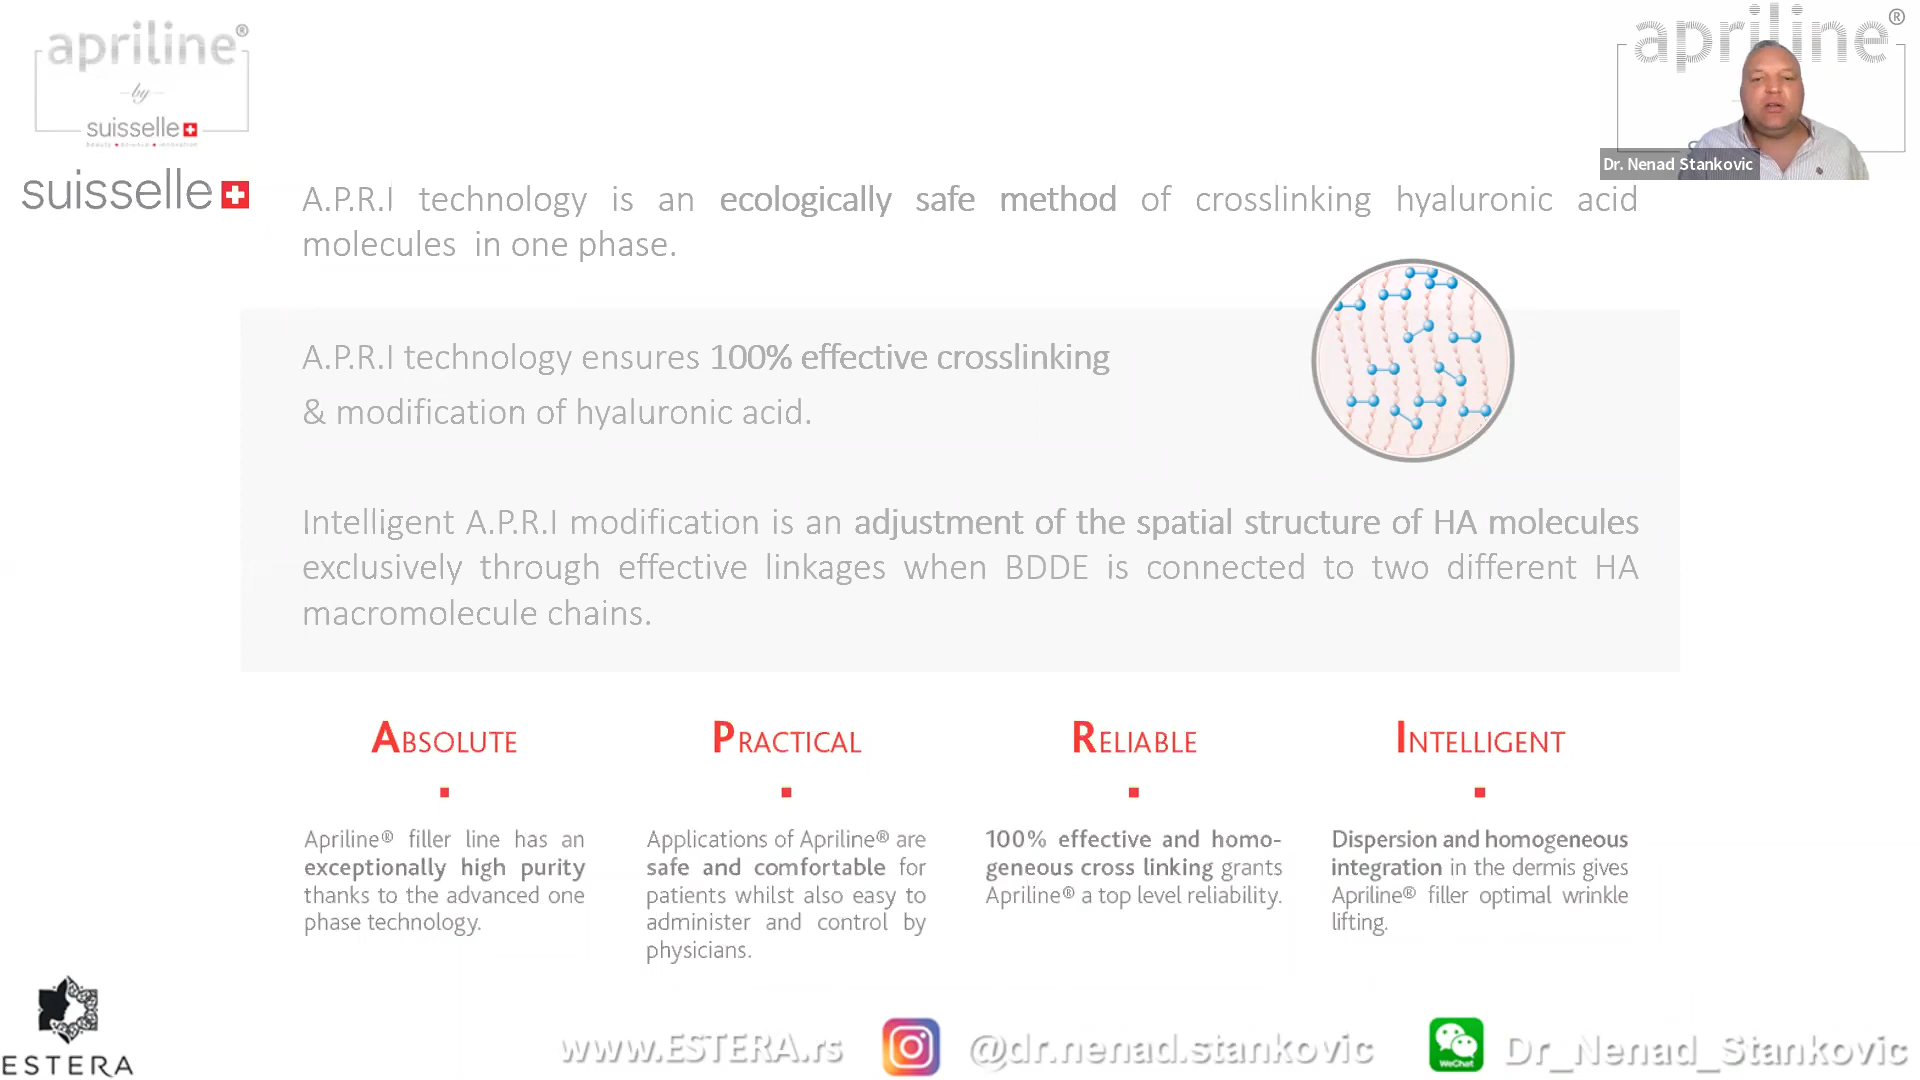 apriline®
by
suisselle
beauty • science • innovation
suisselle
apriline®
Dr. Nenad Stankovic
A.P.R.I technology is an ecologically safe method of crosslinking hyaluronic acid
molecules in one phase.
A.P.R.I technology ensures 100% effective crosslinking
& modification of hyaluronic acid.
Intelligent A.P.R.I modification is an adjustment of the spatial structure of HA molecules
exclusively through effective linkages when BDDE is connected to two different HA
macromolecule chains.
ABSOLUTE
Apriline® filler line has an
exceptionally high purity
thanks to the advanced one
phase technology.
PRACTICAL
Applications of Apriline® are
safe and comfortable for
patients whilst also easy to
administer and control by
physicians.
RELIABLE
100% effective and homo-
geneous cross linking grants
Apriline® a top level reliability.
INTELLIGENT
Dispersion and homogeneous
integration in the dermis gives
Apriline® filler optimal wrinkle
lifting.
ESTERA
www.ESTERA.rs
@dr.nenad.stankovic
WeChat
Dr_Nenad_Stankovic